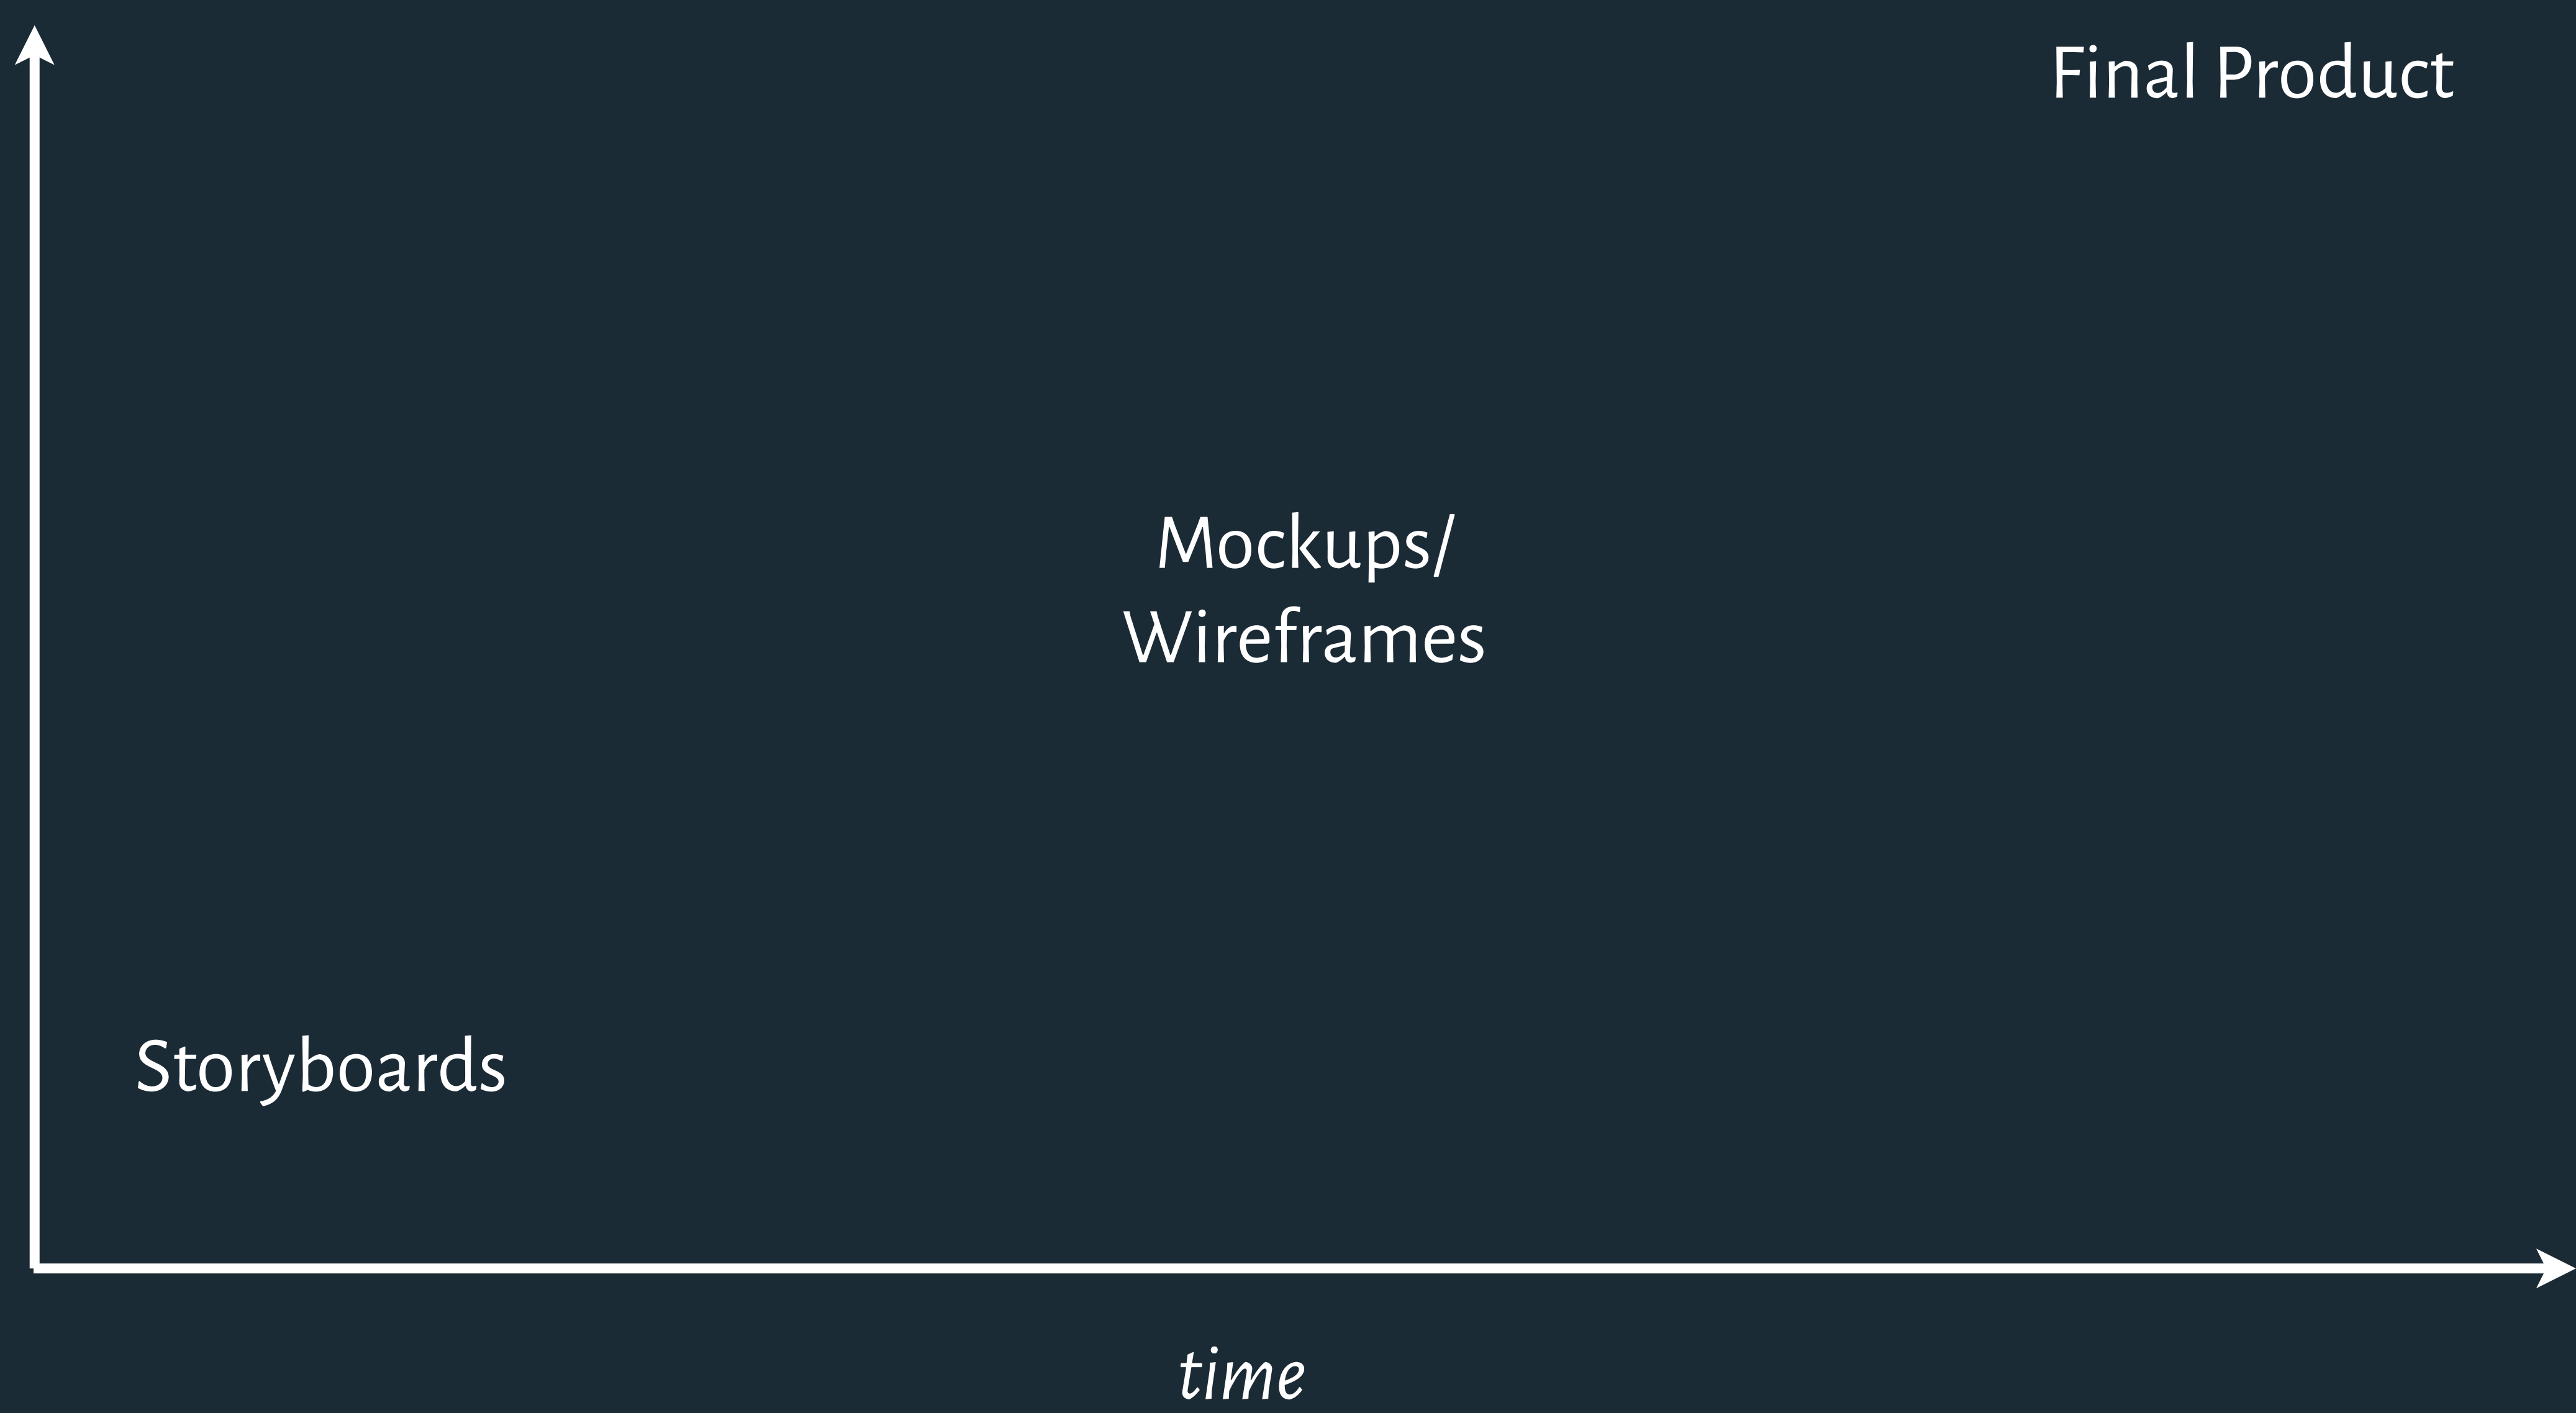 Final Product
Mockups/
Wireframes
Storyboards
time